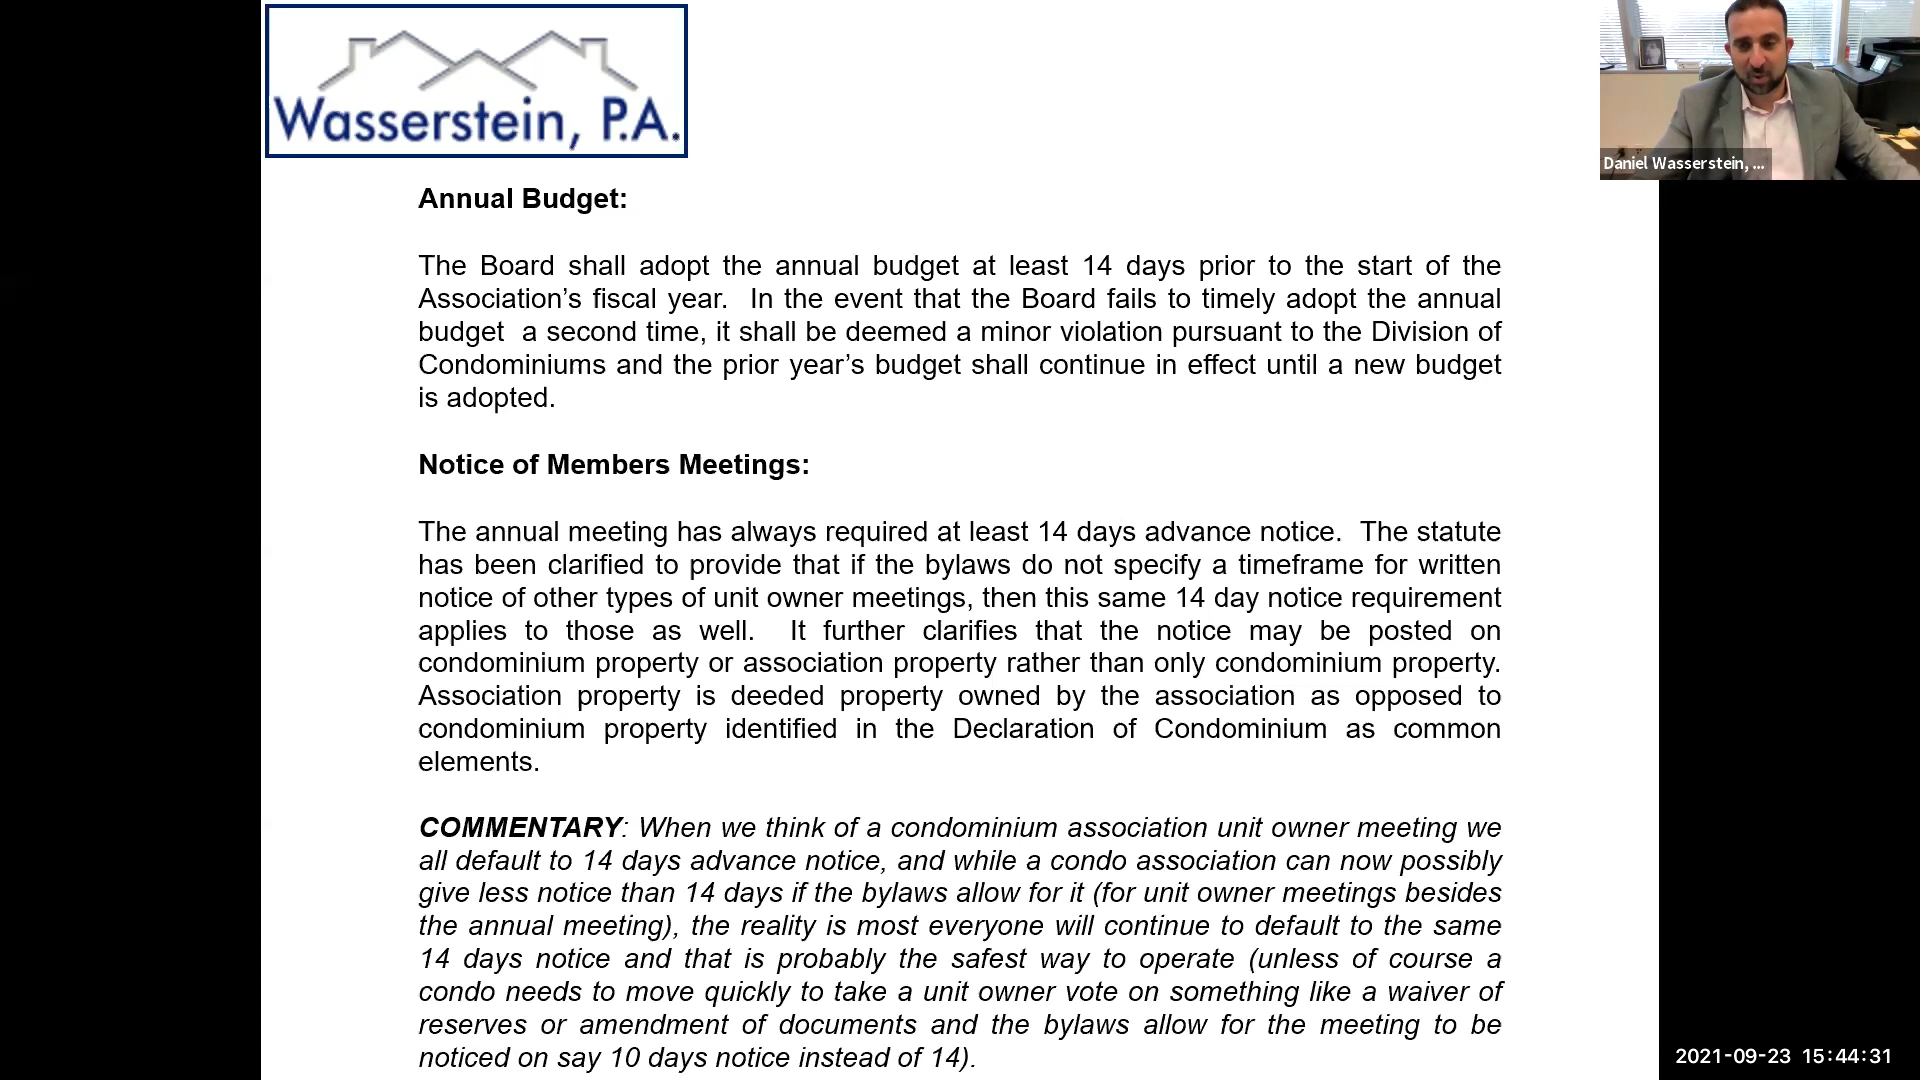 Wasserstein, P.A.
Daniel Wasserstein, ...
Annual Budget:
The Board shall adopt the annual budget at least 14 days prior to the start of the
Association’s fiscal year.  In the event that the Board fails to timely adopt the annual
budget  a second time, it shall be deemed a minor violation pursuant to the Division of
Condominiums and the prior year’s budget shall continue in effect until a new budget
is adopted.
Notice of Members Meetings:
The annual meeting has always required at least 14 days advance notice.  The statute
has been clarified to provide that if the bylaws do not specify a timeframe for written
notice of other types of unit owner meetings, then this same 14 day notice requirement
applies to those as well.  It further clarifies that the notice may be posted on
condominium property or association property rather than only condominium property.
Association property is deeded property owned by the association as opposed to
condominium property identified in the Declaration of Condominium as common
elements.
COMMENTARY: When we think of a condominium association unit owner meeting we
all default to 14 days advance notice, and while a condo association can now possibly
give less notice than 14 days if the bylaws allow for it (for unit owner meetings besides
the annual meeting), the reality is most everyone will continue to default to the same
14 days notice and that is probably the safest way to operate (unless of course a
condo needs to move quickly to take a unit owner vote on something like a waiver of
reserves or amendment of documents and the bylaws allow for the meeting to be
noticed on say 10 days notice instead of 14).
2021-09-23 15:44:31